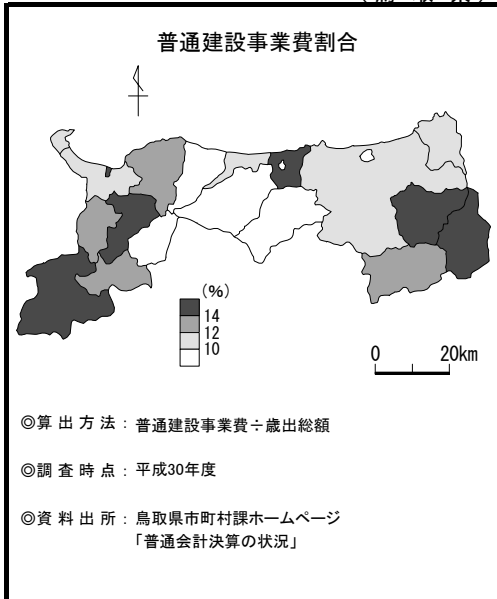 普通建設事業費割合
(%)
14
12
10
0 20km
◎算出方法：普通建設事業費÷歳出総額
◎調査時点：平成30年度
◎資料出所：鳥取県市町村課ホームページ
「普通会計決算の状況」